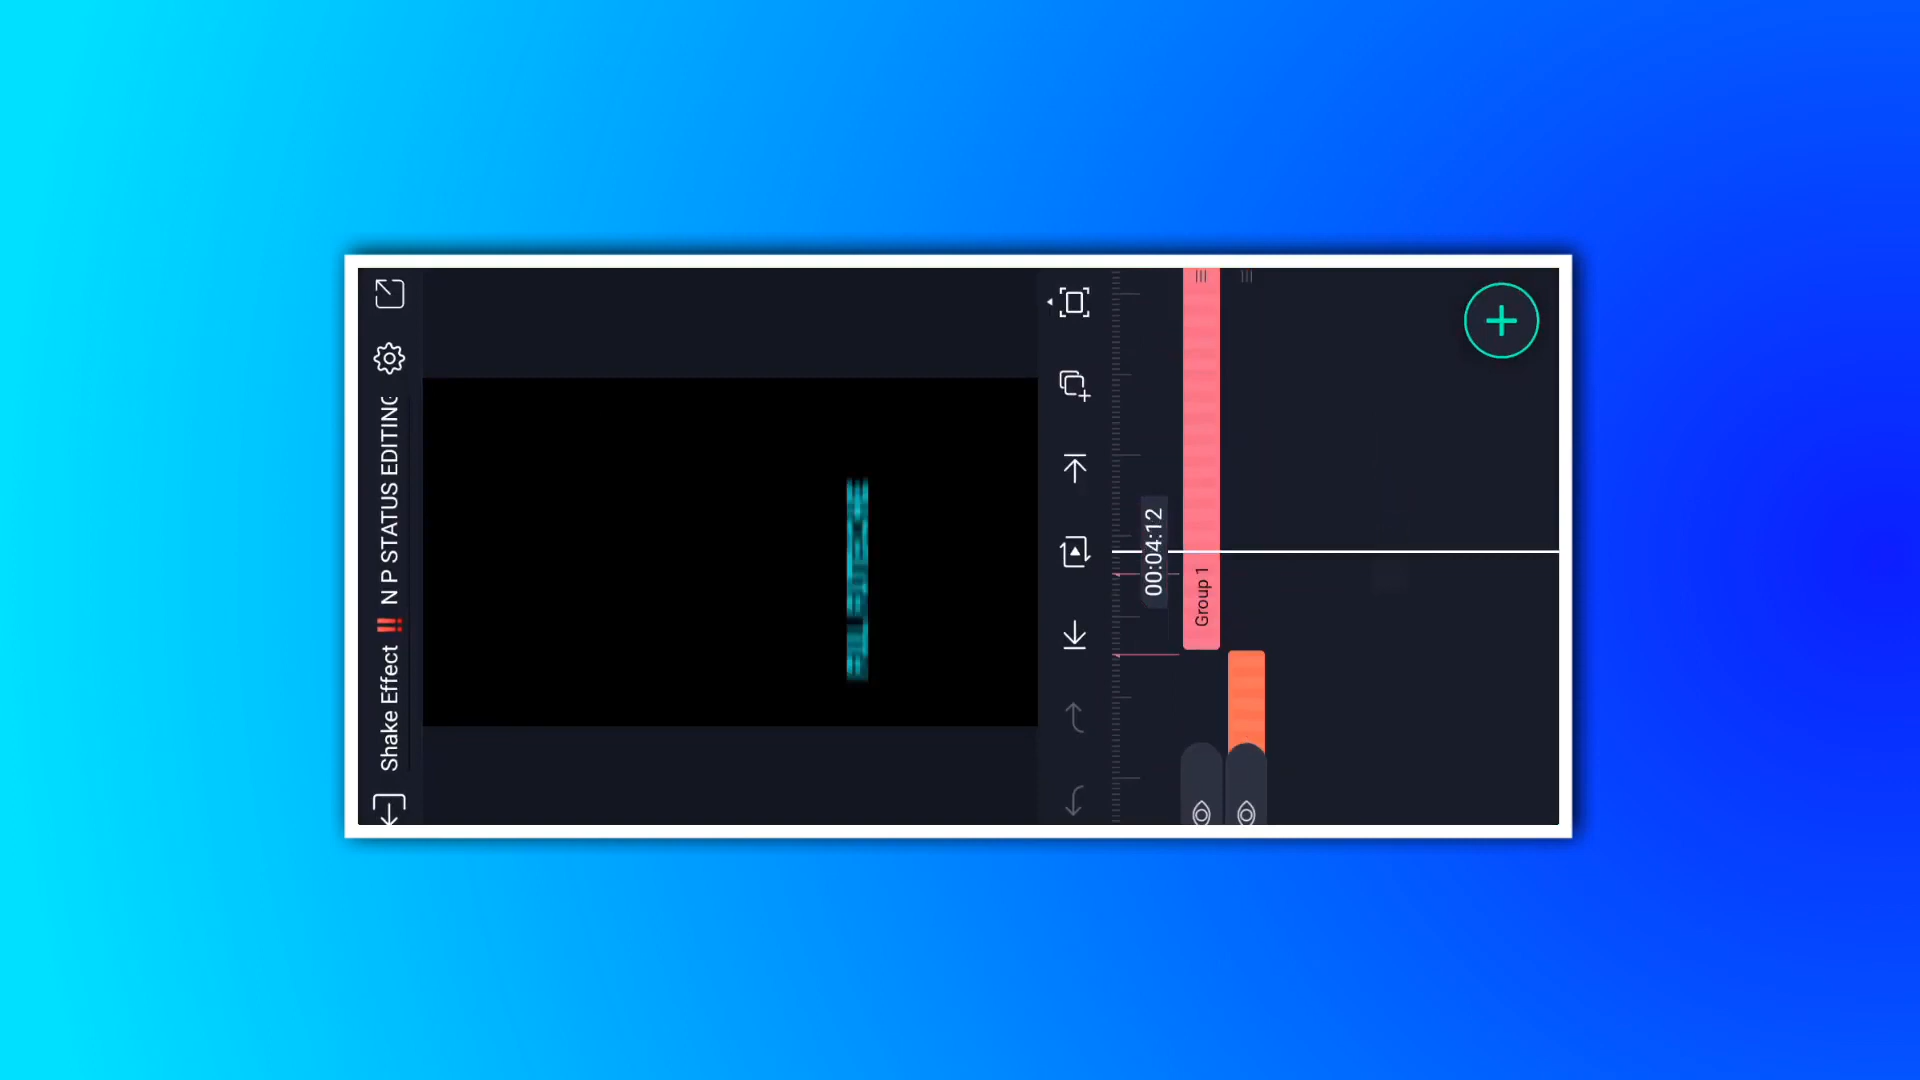 Shake Effect ‼️ N P STATUS EDITING
00:04:12
Group 1